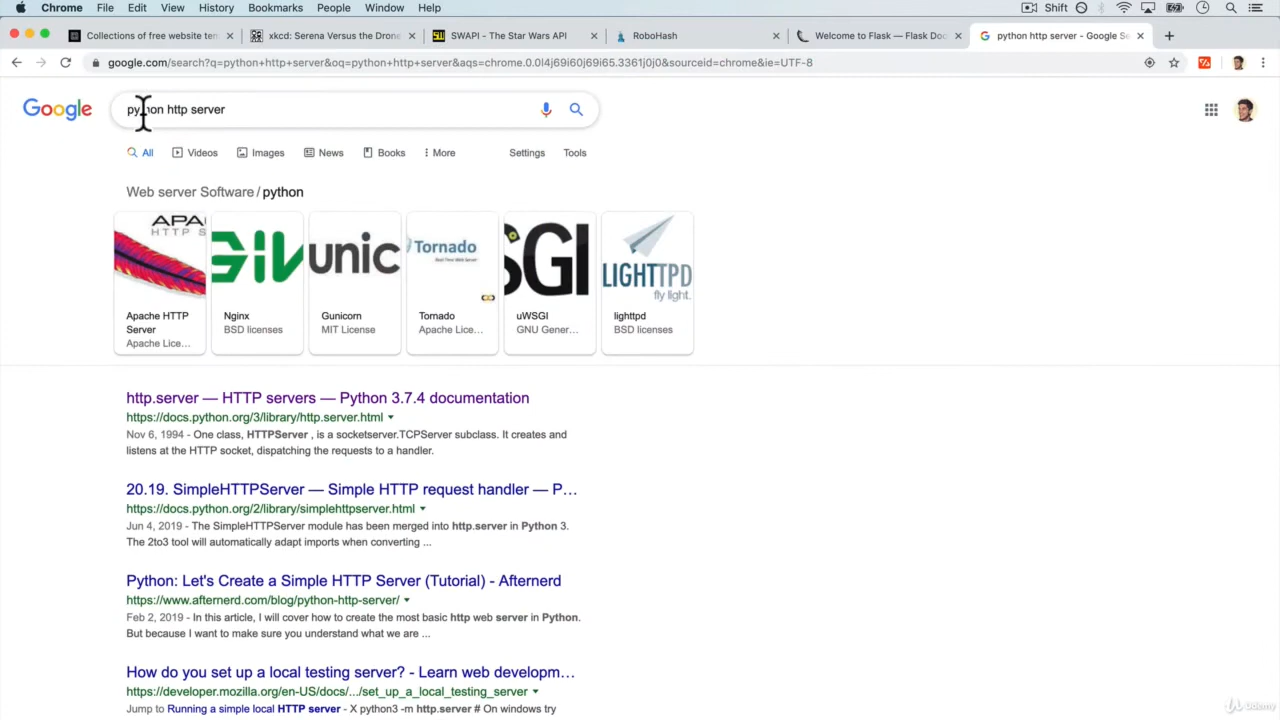 Chrome File Edit View History Bookmarks People Window Help Shift
Collections of free website tem
xkcd: Serena Versus the Drone
SWAPI - The Star Wars API
RoboHash
Welcome to Flask — Flask Doc
python http server - Google Se
google.com/search?q=python+http+server&oq=python+http+server&aqs=chrome.0.0l4j69i60j69i65.3361j0j0&sourceid=chrome&ie=UTF-8
Google
python http server
All Videos Images News Books More Settings Tools
Web server Software / python
APA
HTTP S
unic
Tornado
SGI
LIGHTTPD
fly light.
Apache HTTP Server
Apache Lice...
Nginx
BSD licenses
Gunicorn
MIT License
Tornado
Apache Lice...
uWSGI
GNU Gener...
lighttpd
BSD licenses
http.server — HTTP servers — Python 3.7.4 documentation
https://docs.python.org/3/library/http.server.html
Nov 6, 1994 - One class, HTTPServer , is a socketserver.TCPServer subclass. It creates and
listens at the HTTP socket, dispatching the requests to a handler.
20.19. SimpleHTTPServer — Simple HTTP request handler — P...
https://docs.python.org/2/library/simplehttpserver.html
Jun 4, 2019 - The SimpleHTTPServer module has been merged into http.server in Python 3.
The 2to3 tool will automatically adapt imports when converting ...
Python: Let's Create a Simple HTTP Server (Tutorial) - Afternerd
https://www.afternerd.com/blog/python-http-server/
Feb 2, 2019 - In this article, I will cover how to create the most basic http web server in Python.
But because I want to make sure you understand what we are ...
How do you set up a local testing server? - Learn web developm...
https://developer.mozilla.org/en-US/docs/.../set_up_a_local_testing_server
Jump to Running a simple local HTTP server - X python3 -m http.server # On windows try
Udemy